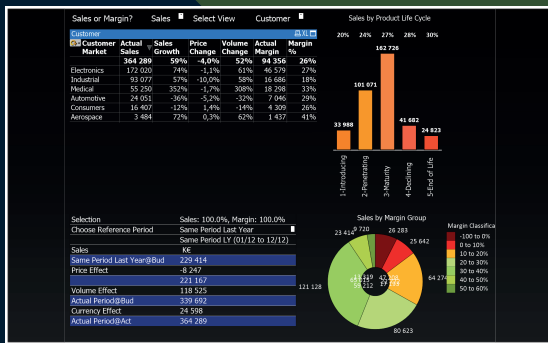 Sales or Margin? Sales Select View Customer
Customer XL
Customer Market Actual Sales Sales Growth Price Change Volume Change Actual Margin Margin %
364 289 59% -4,0% 52% 94 356 26%
Electronics 172 020 74% -1,1% 61% 46 579 27%
Industrial 93 077 57% -10,0% 58% 16 686 18%
Medical 55 250 352% -1,7% 308% 18 298 33%
Automotive 24 051 -36% -5,2% -32% 7 046 29%
Consumers 16 407 -12% 1,4% -14% 4 309 26%
Aerospace 3 484 72% 0,3% 62% 1 437 41%
Sales by Product Life Cycle
20% 24% 27% 28% 30%
162 726
101 071
33 988
41 682
24 823
1-Introducing
2-Penetrating
3-Maturity
4-Declining
5-End of Life
Selection Sales: 100.0%, Margin: 100.0%
Choose Reference Period Same Period Last Year
Same Period LY (01/12 to 12/12)
Sales K€
Same Period Last Year@Bud 229 414
Price Effect -8 247
221 167
Volume Effect 118 525
Actual Period@Bud 339 692
Currency Effect 24 598
Actual Period@Act 364 289
Sales by Margin Group
9 720
26 283
23 414
25 642
64 274
121 128
80 623
Margin Classifica
-100 to 0%
0 to 10%
10 to 20%
20 to 30%
30 to 40%
40 to 50%
50 to 60%